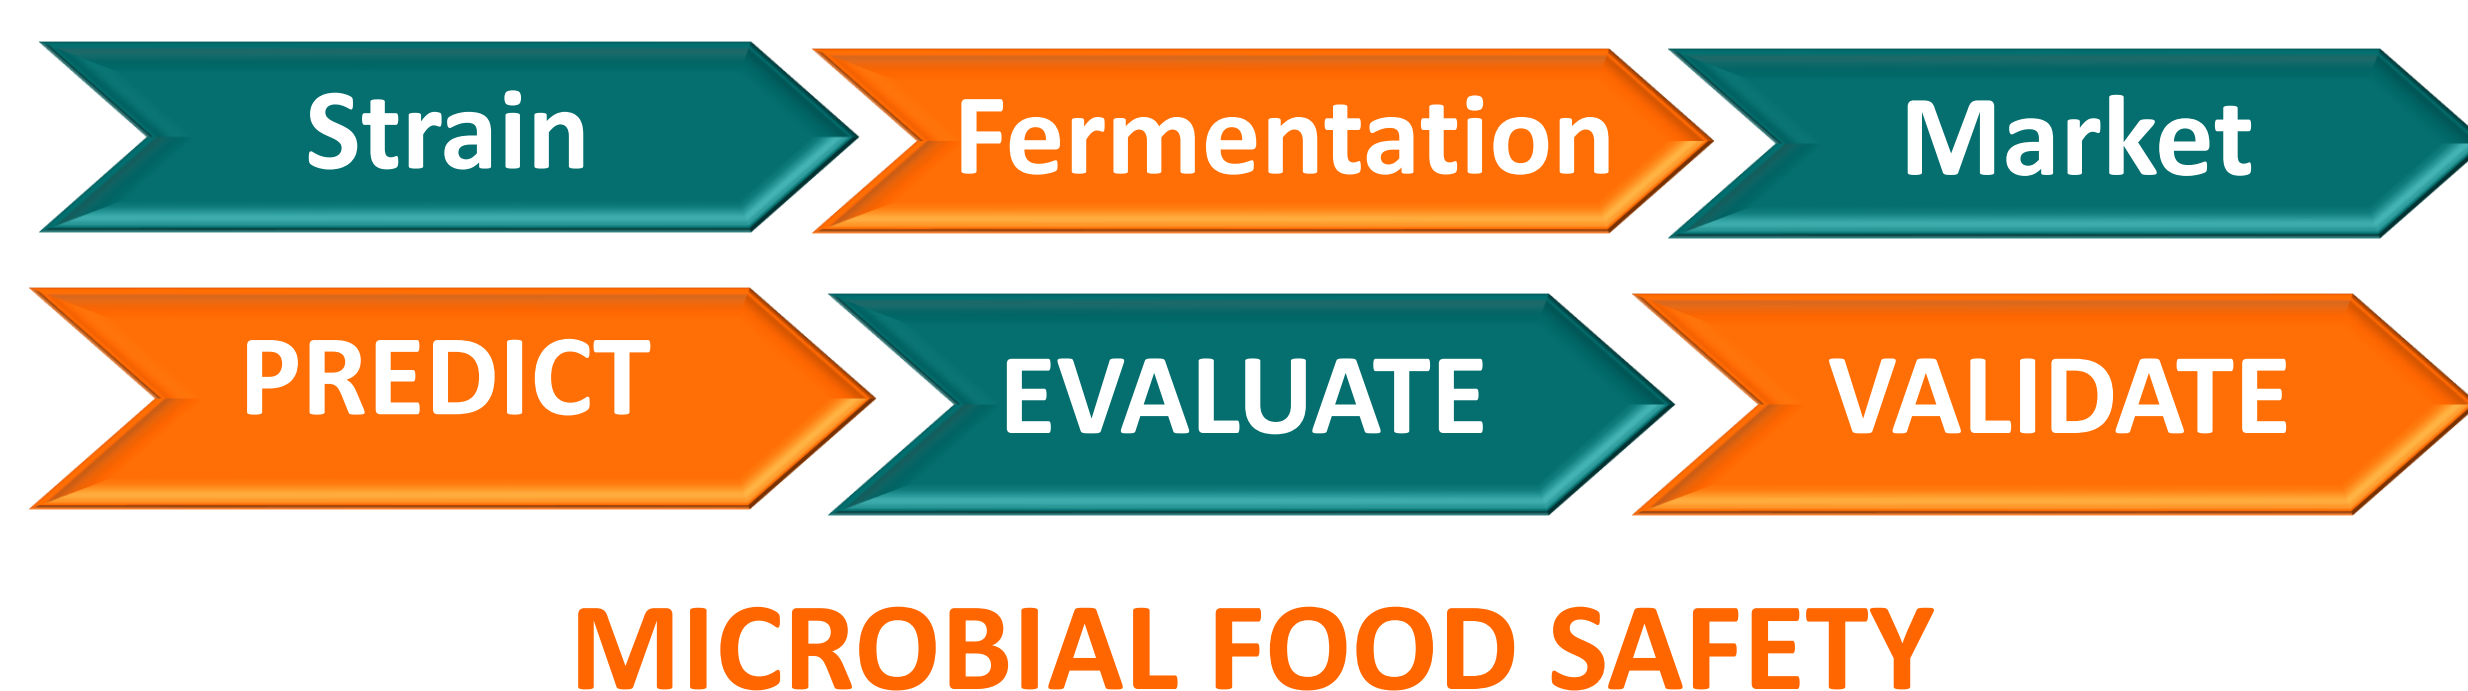 Strain Fermentation Market
PREDICT EVALUATE VALIDATE
MICROBIAL FOOD SAFETY